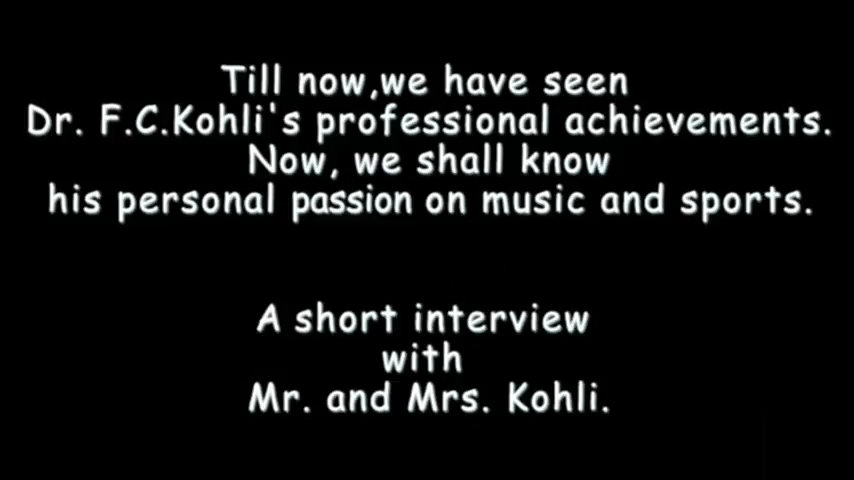 Till now,we have seen
Dr. F.C.Kohli's professional achievements.
Now, we shall know
his personal passion on music and sports.
A short interview
with
Mr. and Mrs. Kohli.